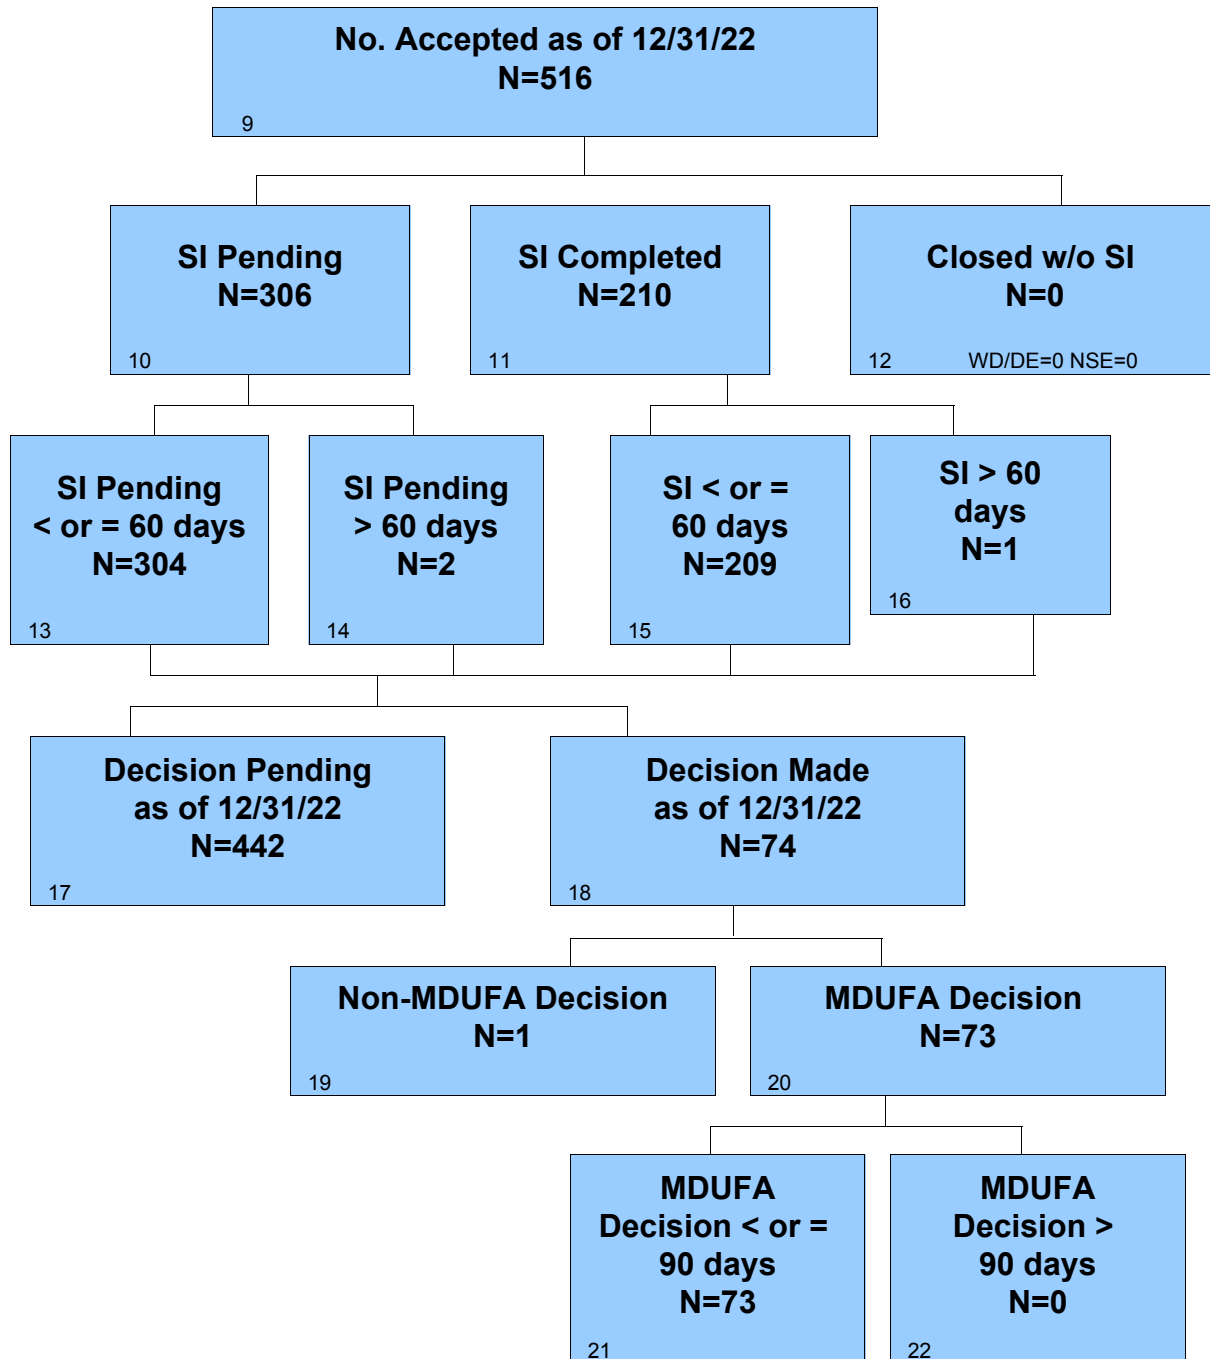 No. Accepted as of 12/31/22
N=516
9
SI Pending
N=306
10
SI Completed
N=210
11
Closed w/o SI
N=0
12 WD/DE=0 NSE=0
SI Pending
< or = 60 days
N=304
13
SI Pending
> 60 days
N=2
14
SI < or =
60 days
N=209
15
SI > 60
days
N=1
16
Decision Pending
as of 12/31/22
N=442
17
Decision Made
as of 12/31/22
N=74
18
Non-MDUFA Decision
N=1
19
MDUFA Decision
N=73
20
MDUFA
Decision < or =
90 days
N=73
21
MDUFA
Decision >
90 days
N=0
22